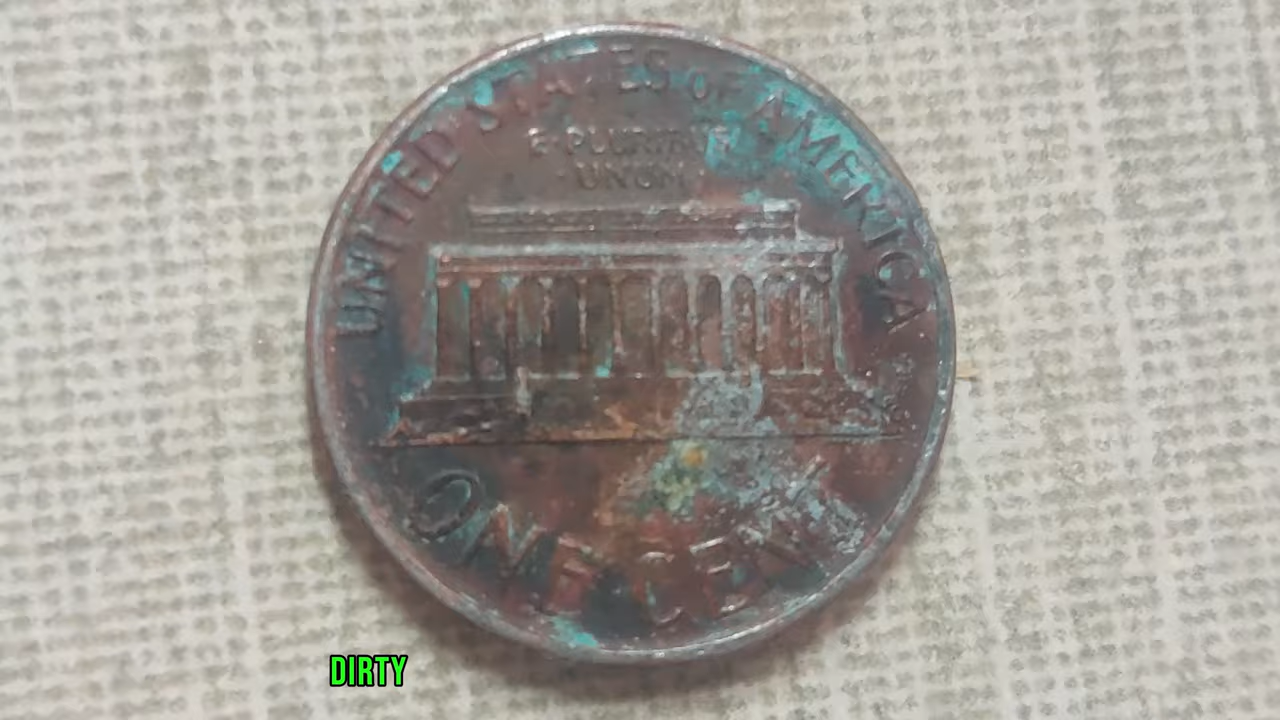 UNITED STATES OF AMERICA
E·PLURIBUS
·UNUM·
ONE CENT
DIRTY